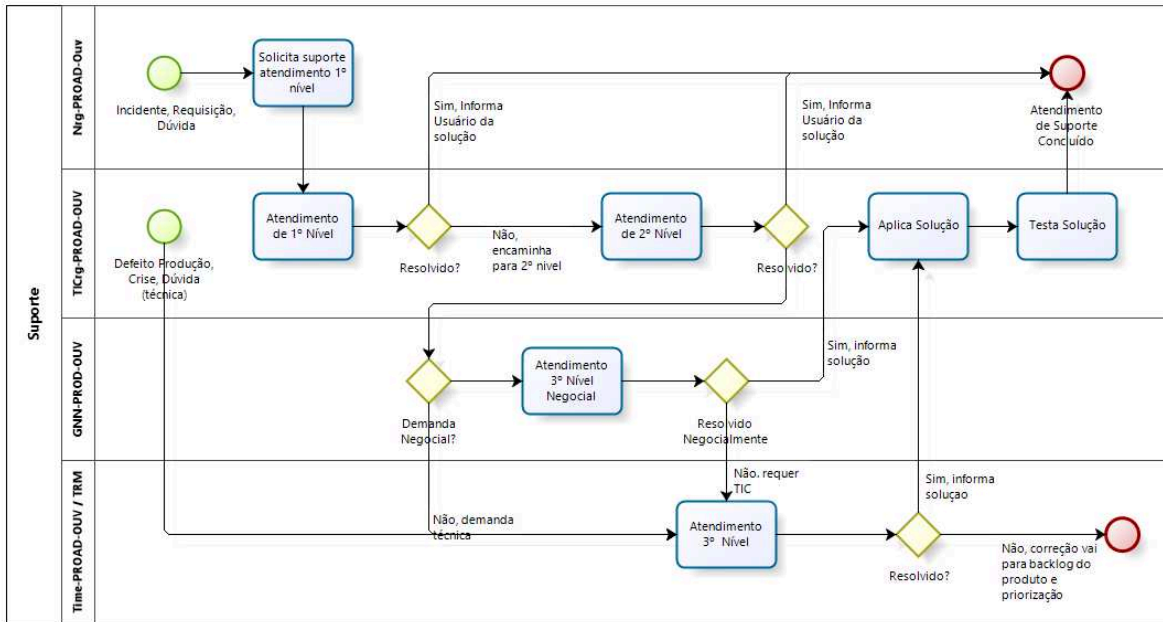 Suporte
Nrg-PROAD-Ouv
Incidente, Requisição,
Dúvida
Solicita suporte
atendimento 1º
nível
Sim, Informa
Usuário da
solução
Sim, Informa
Usuário da
solução
Atendimento
de Suporte
Concluído
TICrg-PROAD-OUV
Defeito Produção,
Crise, Dúvida
(técnica)
Atendimento
de 1º Nível
Resolvido?
Não,
encaminha
para 2º nivel
Atendimento
de 2º Nível
Resolvido?
Aplica Solução
Testa Solução
GNN-PROD-OUV
Demanda
Negocial?
Atendimento
3º Nível
Negocial
Resolvido
Negocialmente
Sim, informa
solução
Time-PROAD-OUV / TRM
Não, demanda
técnica
Não. requer
TIC
Atendimento
3º Nível
Resolvido?
Sim, informa
soluçao
Não, correção vai
para backlog do
produto e
priorização